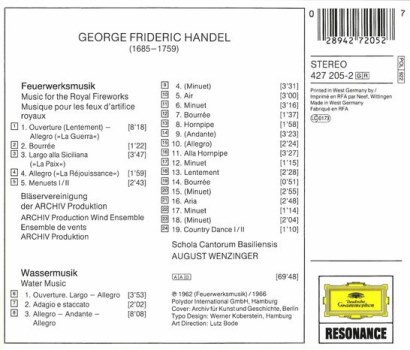 GEORGE FRIDERIC HANDEL
(1685–1759)
Feuerwerksmusik
Music for the Royal Fireworks
Musique pour les feux d'artifice
royaux
1 1. Ouverture (Lentement) –
Allegro («La Guerra») [8'18]
2 2. Bourrée [1'22]
3 3. Largo alla Siciliana [3'47]
(«La Paix»)
4 4. Allegro («La Réjouissance») [1'59]
5 5. Menuets I/II [2'43]
Bläservereinigung
der ARCHIV Produktion
ARCHIV Production Wind Ensemble
Ensemble de vents
ARCHIV Produktion
Wassermusik
Water Music
6 1. Ouverture. Largo – Allegro [3'53]
7 2. Adagio e staccato [2'02]
8 3. Allegro – Andante – [8'08]
Allegro
9 4. (Minuet) [3'31]
10 5. Air [3'00]
11 6. Minuet [3'16]
12 7. Bourrée [1'37]
13 8. Hornpipe [1'58]
14 9. (Andante) [3'23]
15 10. (Allegro) [2'24]
16 11. Alla Hornpipe [3'27]
17 12. Minuet [1'15]
18 13. Lentement [2'28]
19 14. Bourrée [0'51]
20 15. (Minuet) [2'55]
21 16. Aria [2'48]
22 17. Minuet [1'14]
23 18. (Minuet) [2'04]
24 19. Country Dance I/II [1'10]
Schola Cantorum Basiliensis
AUGUST WENZINGER
AAD [69'48]
℗ 1962 (Feuerwerksmusik) / 1966
Polydor International GmbH, Hamburg
Cover: Archiv für Kunst und Geschichte, Berlin
Typo Design: Werner Koberstein, Hamburg
Art Direction: Lutz Bode
0 28942 72052 7
STEREO
427 205-2 GR
Printed in West Germany by /
Imprimé en RFA par Neef, Wittingen
Made in West Germany
Fabriqué en RFA
Deutsche
Grammophon
RESONANCE